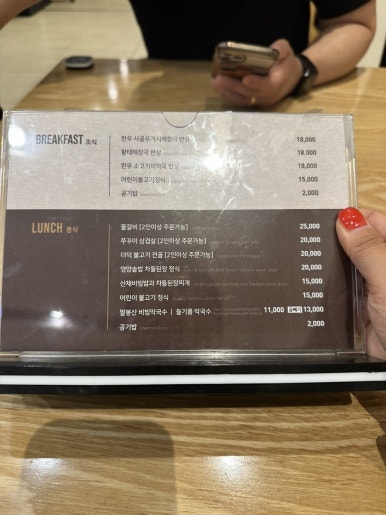 BREAKFAST 조식
한우 사골우거지해장국 반상 18,000
황태해장국 반상 18,000
한우 소고기미역국 반상 18,000
어린이불고기정식 15,000
공기밥 2,000
LUNCH 중식
물갈비 [2인이상 주문가능] 25,000
쭈꾸미 삼겹살 [2인이상 주문가능] 20,000
더덕 불고기 전골 [2인이상 주문가능] 20,000
영양솥밥 차돌된장 정식 20,000
산채비빔밥과 차돌된장찌개 15,000
어린이 불고기 정식 15,000
비빔막국수 | 들기름 막국수 11,000 13,000
공기밥 2,000